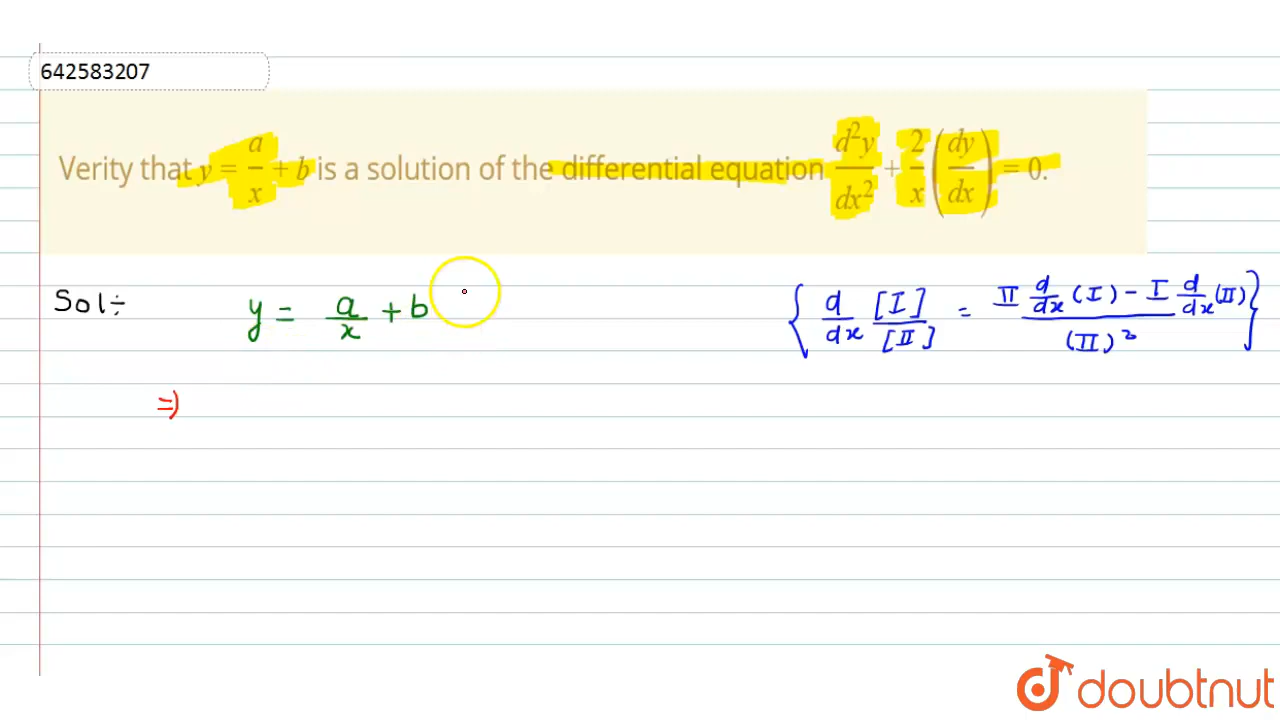 642583207
Verity that y = a/x + b is a solution of the differential equation d²y/dx² + 2/x (dy/dx) = 0.
Sol÷ y = a/x + b { d/dx [I]/[II] = II d/dx (I) - I d/dx (II) / (II)² }
=)
doubtnut